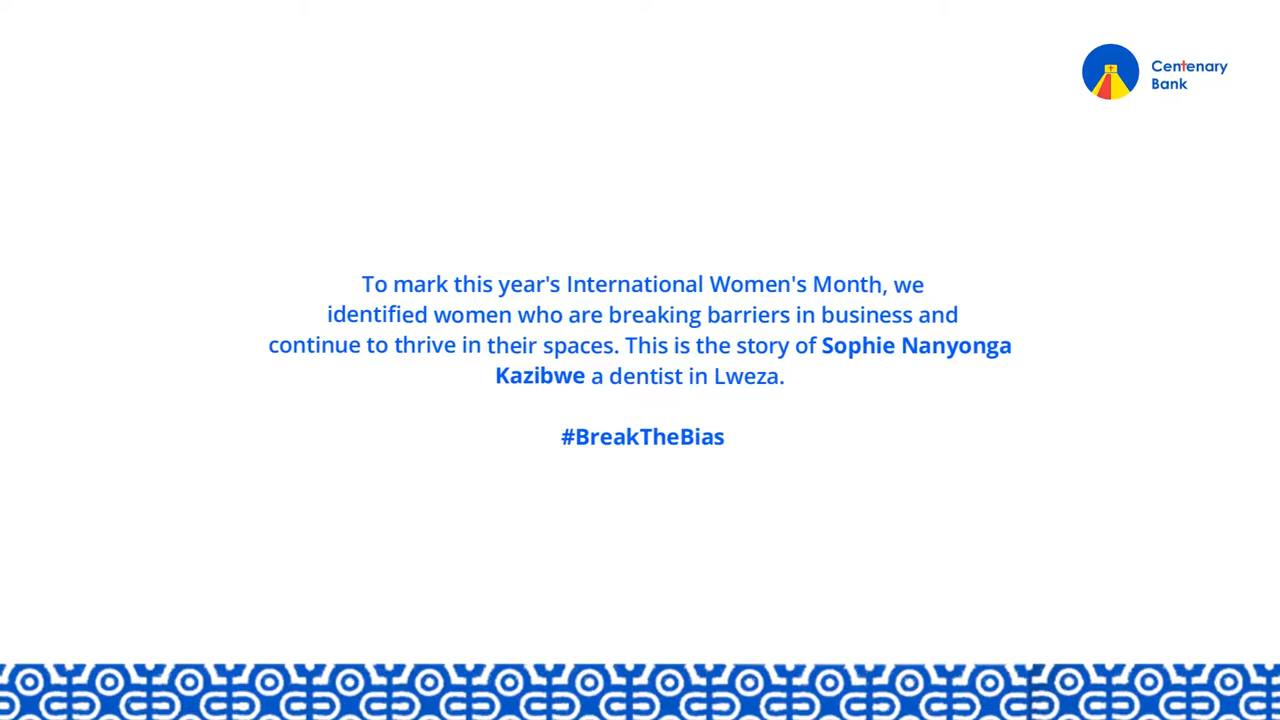 Centenary
Bank
To mark this year's International Women's Month, we
identified women who are breaking barriers in business and
continue to thrive in their spaces. This is the story of Sophie Nanyonga
Kazibwe a dentist in Lweza.
#BreakTheBias